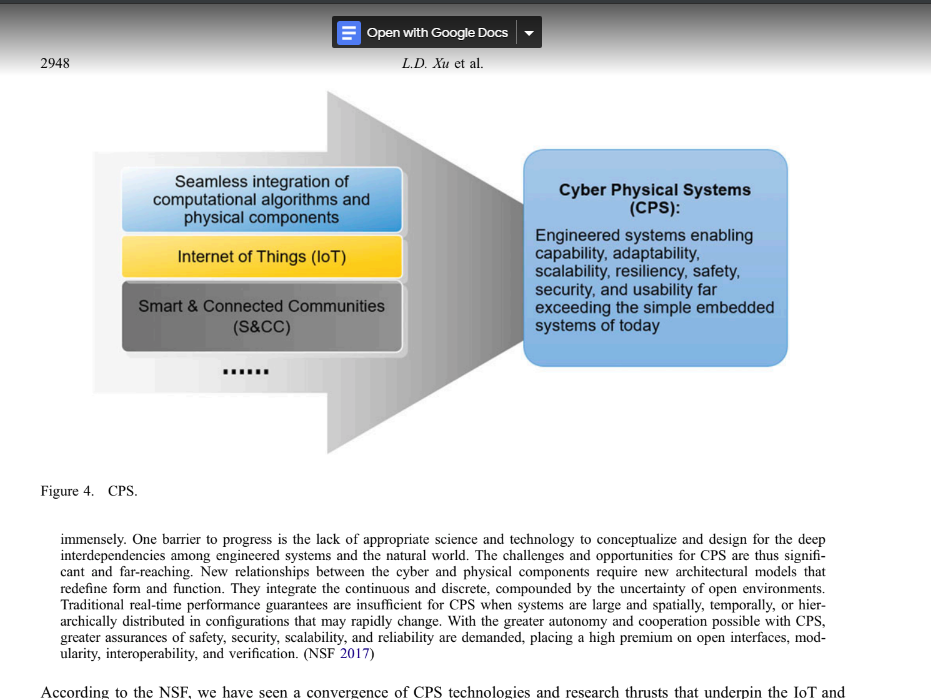 Open with Google Docs
2948
L.D. Xu et al.
Seamless integration of
computational algorithms and
physical components
Internet of Things (IoT)
Smart & Connected Communities
(S&CC)
......
Cyber Physical Systems
(CPS):
Engineered systems enabling
capability, adaptability,
scalability, resiliency, safety,
security, and usability far
exceeding the simple embedded
systems of today
Figure 4. CPS.
immensely. One barrier to progress is the lack of appropriate science and technology to conceptualize and design for the deep
interdependencies among engineered systems and the natural world. The challenges and opportunities for CPS are thus signifi-
cant and far-reaching. New relationships between the cyber and physical components require new architectural models that
redefine form and function. They integrate the continuous and discrete, compounded by the uncertainty of open environments.
Traditional real-time performance guarantees are insufficient for CPS when systems are large and spatially, temporally, or hier-
archically distributed in configurations that may rapidly change. With the greater autonomy and cooperation possible with CPS,
greater assurances of safety, security, scalability, and reliability are demanded, placing a high premium on open interfaces, mod-
ularity, interoperability, and verification. (NSF 2017)
According to the NSF, we have seen a convergence of CPS technologies and research thrusts that underpin the IoT and